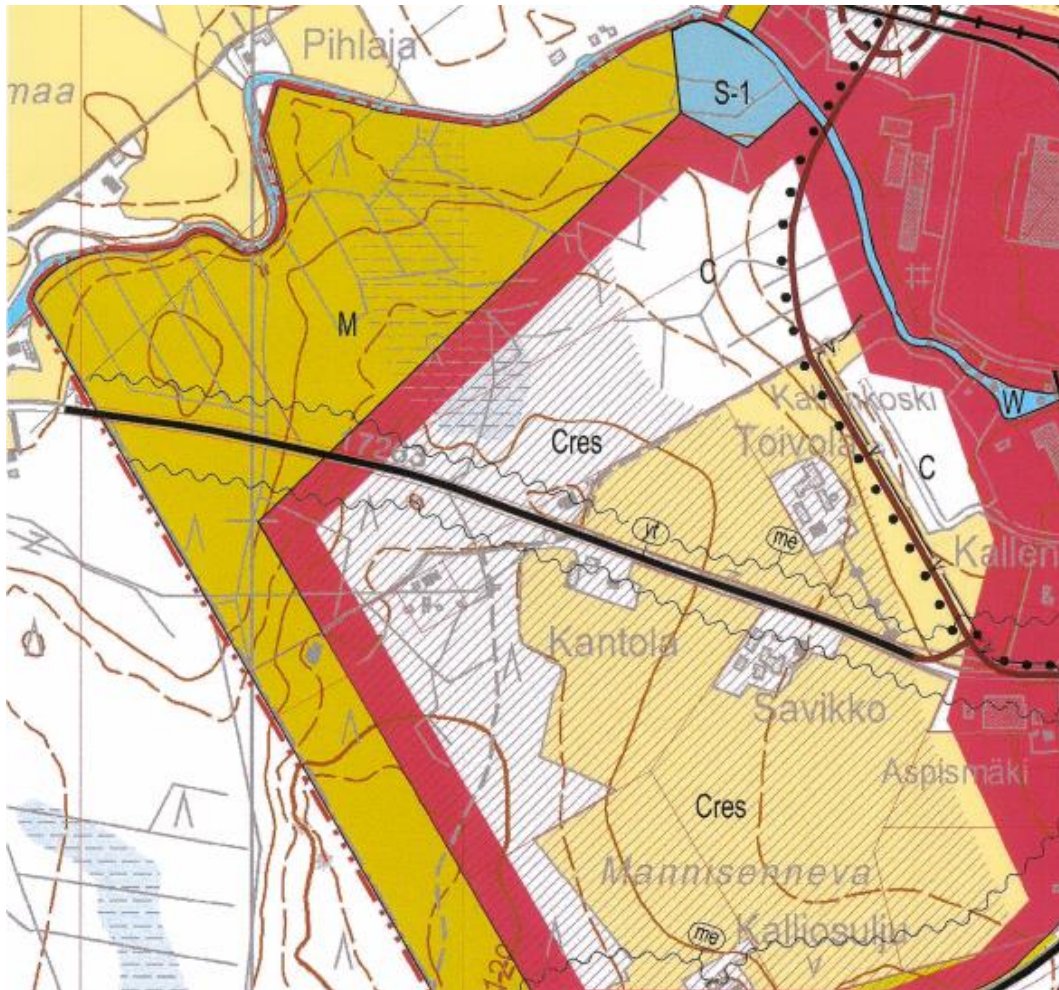 Pihlaja
maa
S-1
C
M
Kallenkoski
W
Toivola
Cres
17263
C
yt
me
Kallen
Kantola
Savikko
Aspismäki
Cres
Mannisenneva
me
Kalliosulju
v